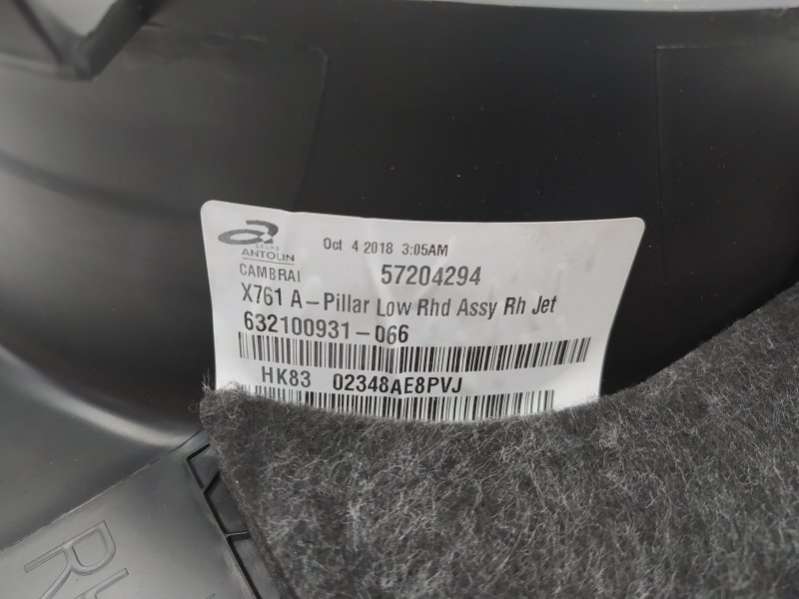 GRUPO
ANTOLIN
Oct 4 2018 3:05AM
CAMBRAI 57204294
X761 A-Pillar Low Rhd Assy Rh Jet
632100931-066
HK83 02348AE8PVJ